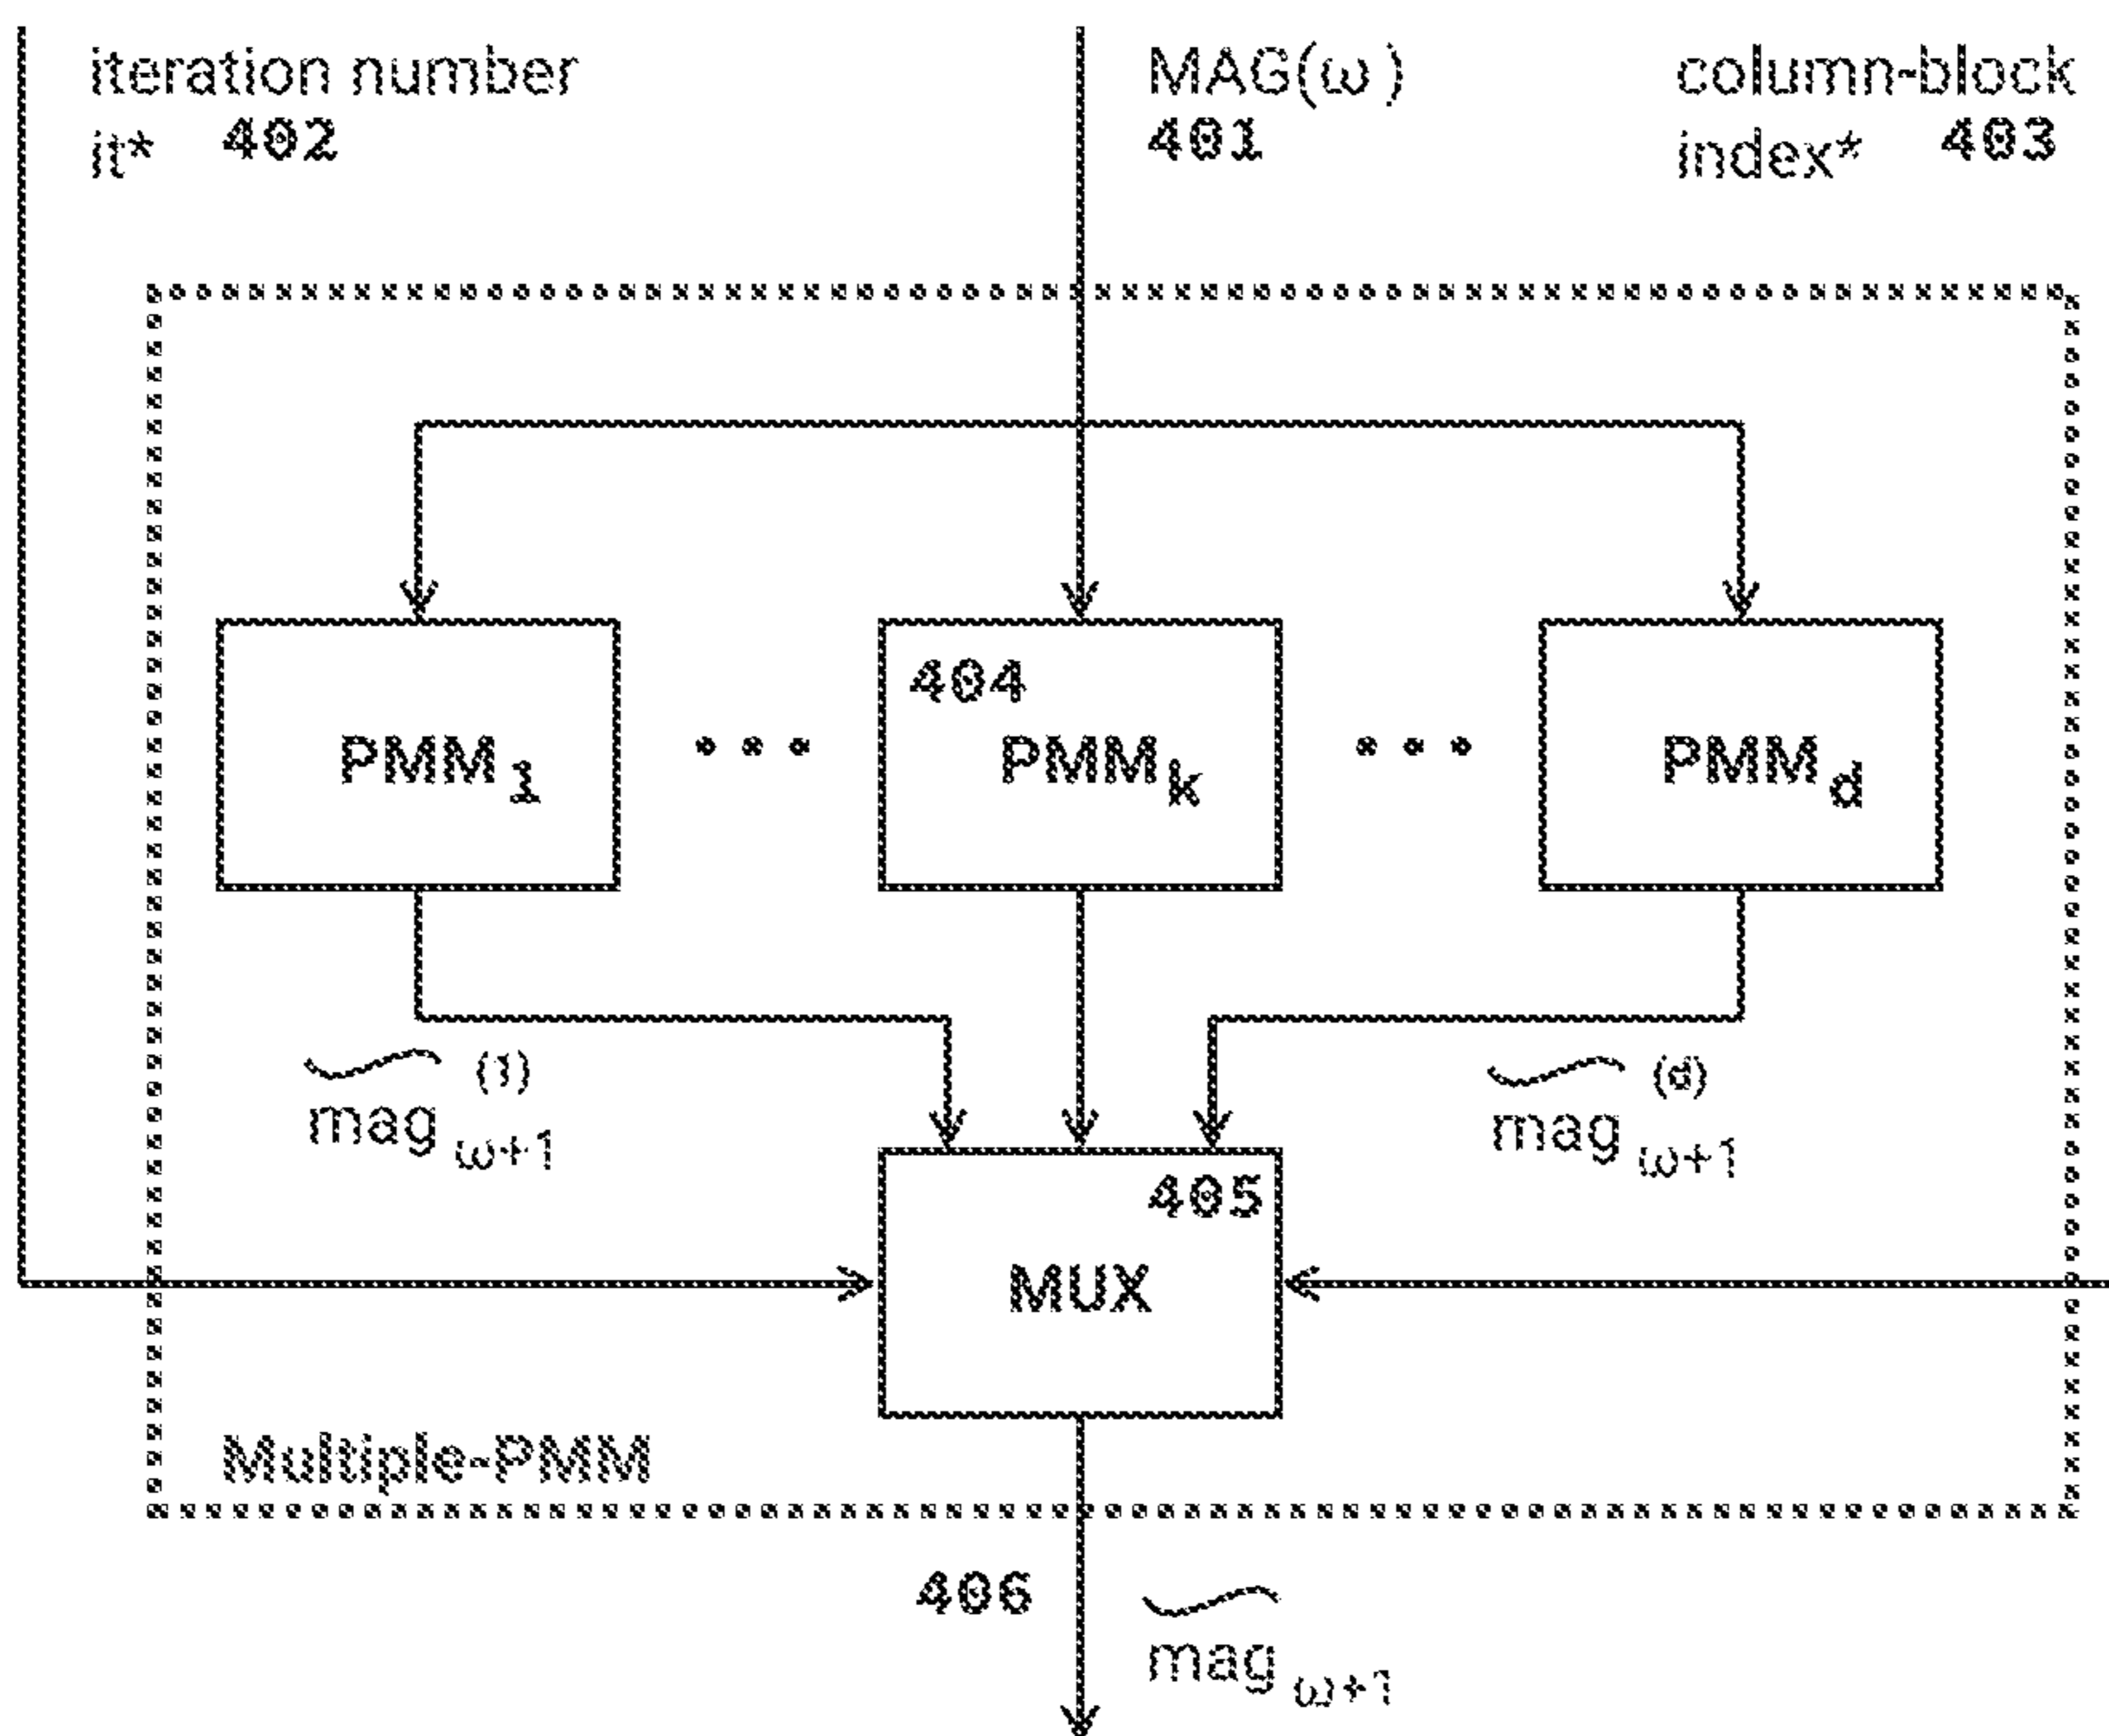 iteration number
it* 402
MAG(ω)
401
column-block
index* 403
404
PMM1
• • •
PMMk
• • •
PMMd
mag ω+1 (1)
mag ω+1 (d)
405
MUX
Multiple-PMM
406
mag ω+1